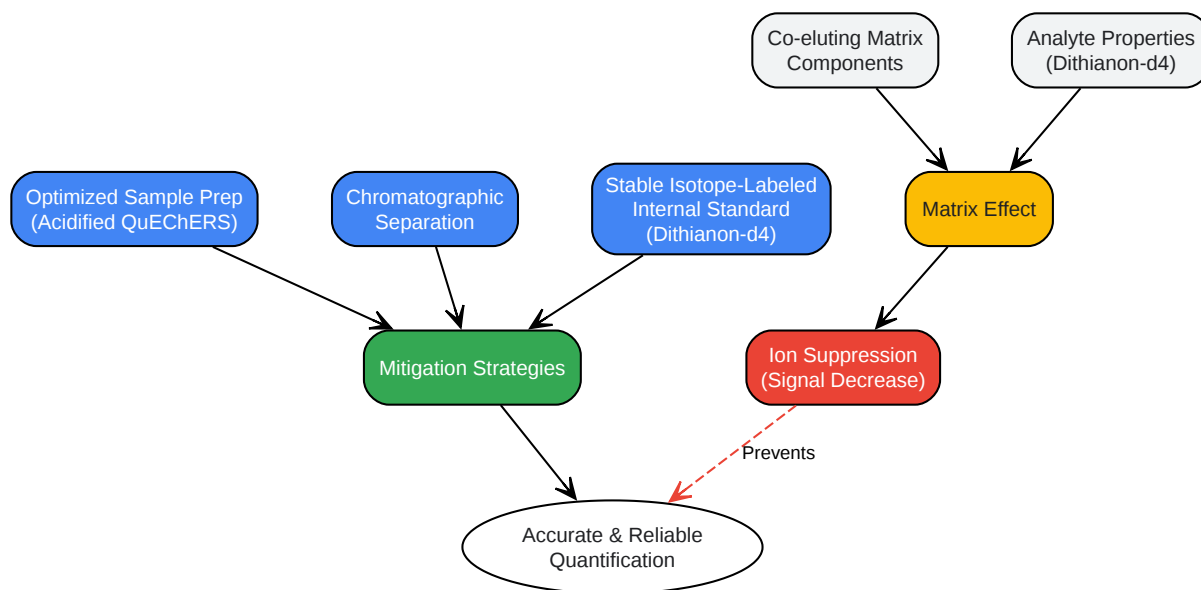 Co-eluting Matrix
Components
Analyte Properties
(Dithianon-d4)
Optimized Sample Prep
(Acidified QuEChERS)
Chromatographic
Separation
Stable Isotope-Labeled
Internal Standard
(Dithianon-d4)
Matrix Effect
Mitigation Strategies
Ion Suppression
(Signal Decrease)
Prevents
Accurate & Reliable
Quantification